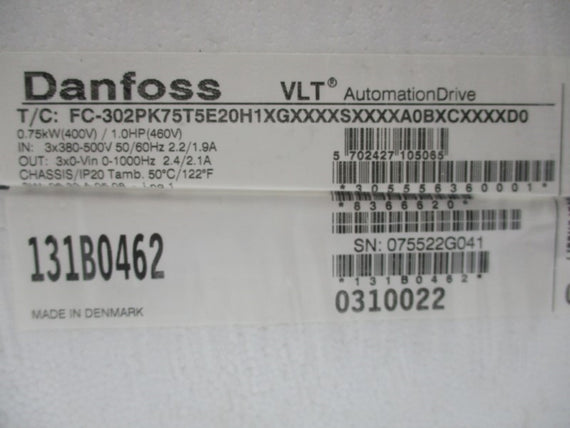 Danfoss VLT® AutomationDrive
T/C: FC-302PK75T5E20H1XGXXXXSXXXXA0BXCXXXXD0
0.75kW(400V) / 1.0HP(460V)
IN: 3x380-500V 50/60Hz 2.2/1.9A
OUT: 3x0-Vin 0-1000Hz 2.4/2.1A
CHASSIS/IP20 Tamb. 50°C/122°F
5 702427 105065
*305556360001*
*8366620*
131B0462
SN: 075522G041
*131B0462*
0310022
MADE IN DENMARK